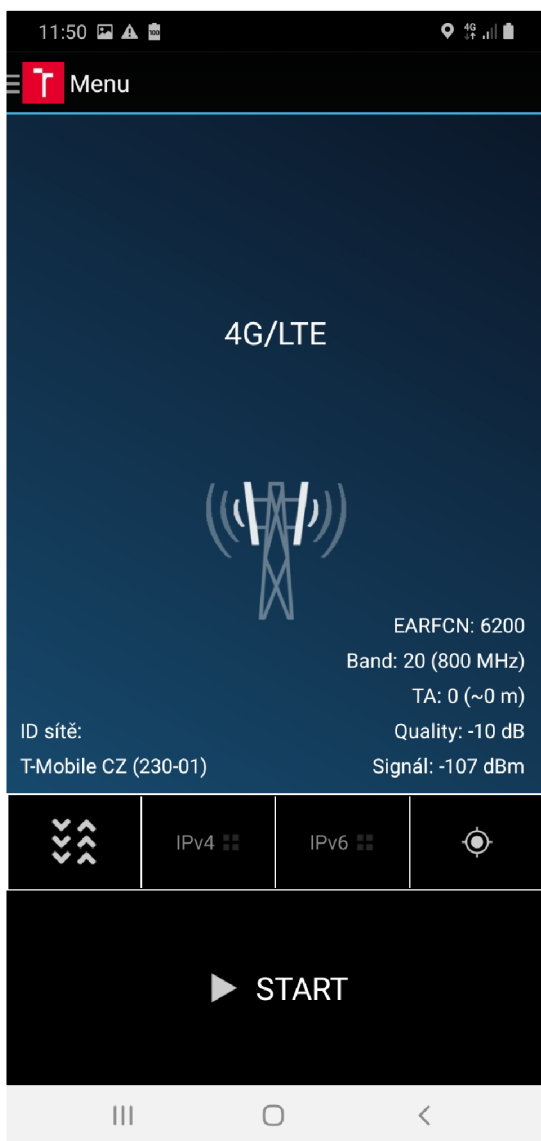 11:50
4G
Menu
4G/LTE
EARFCN: 6200
Band: 20 (800 MHz)
TA: 0 (~0 m)
ID sítě:
Quality: -10 dB
T-Mobile CZ (230-01)
Signál: -107 dBm
IPv4
IPv6
START